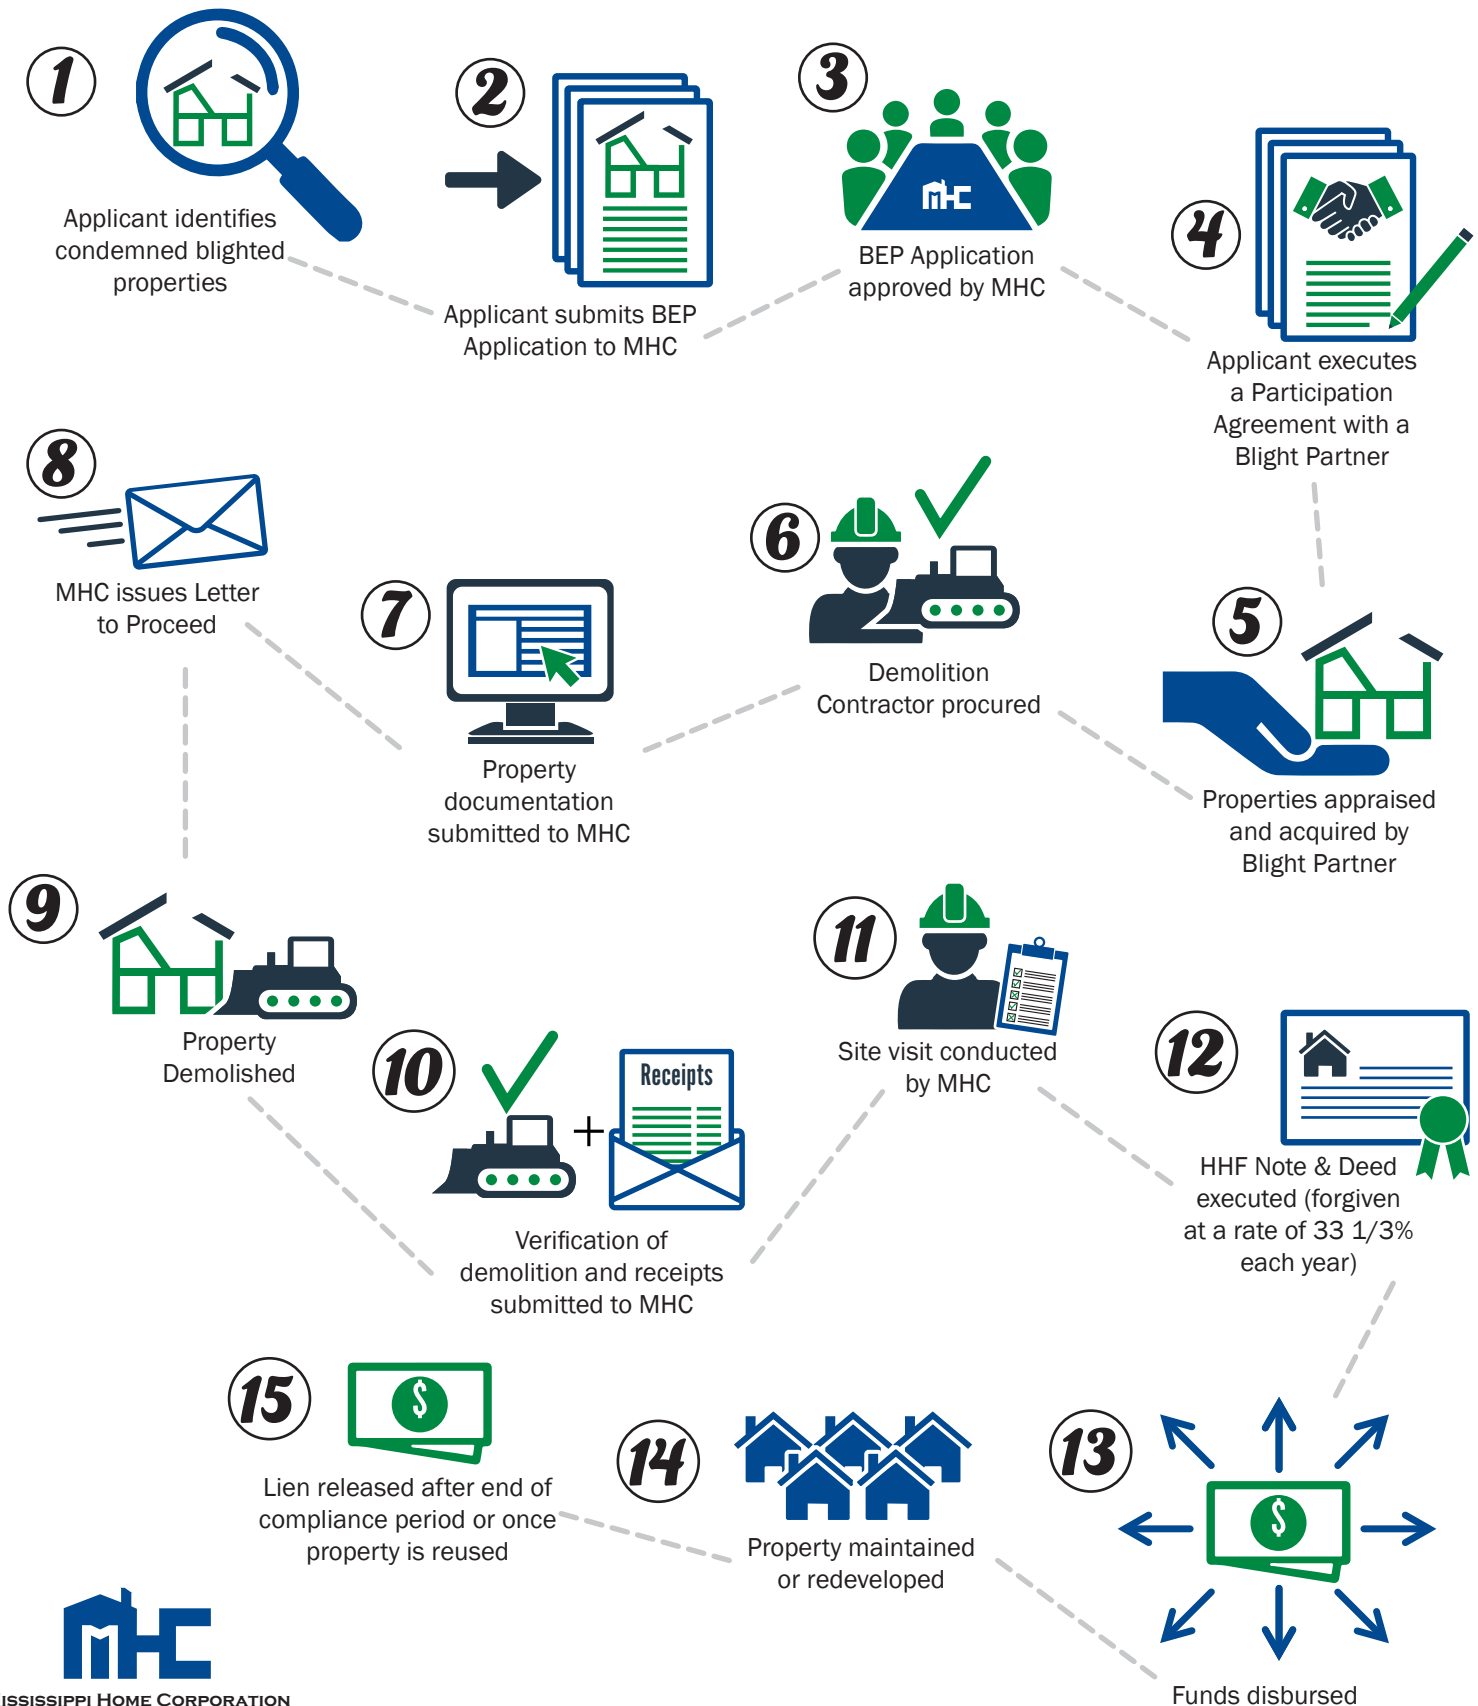 1
Applicant identifies
condemned blighted
properties
2
Applicant submits BEP
Application to MHC
3
MHC
BEP Application
approved by MHC
4
Applicant executes
a Participation
Agreement with a
Blight Partner
5
Properties appraised
and acquired by
Blight Partner
6
Demolition
Contractor procured
7
Property
documentation
submitted to MHC
8
MHC issues Letter
to Proceed
9
Property
Demolished
10
+
Receipts
Verification of
demolition and receipts
submitted to MHC
11
Site visit conducted
by MHC
12
HHF Note & Deed
executed (forgiven
at a rate of 33 1/3%
each year)
13
$
Funds disbursed
14
Property maintained
or redeveloped
15
$
Lien released after end of
compliance period or once
property is reused
MHC
ISSISSIPPI HOME CORPORATION